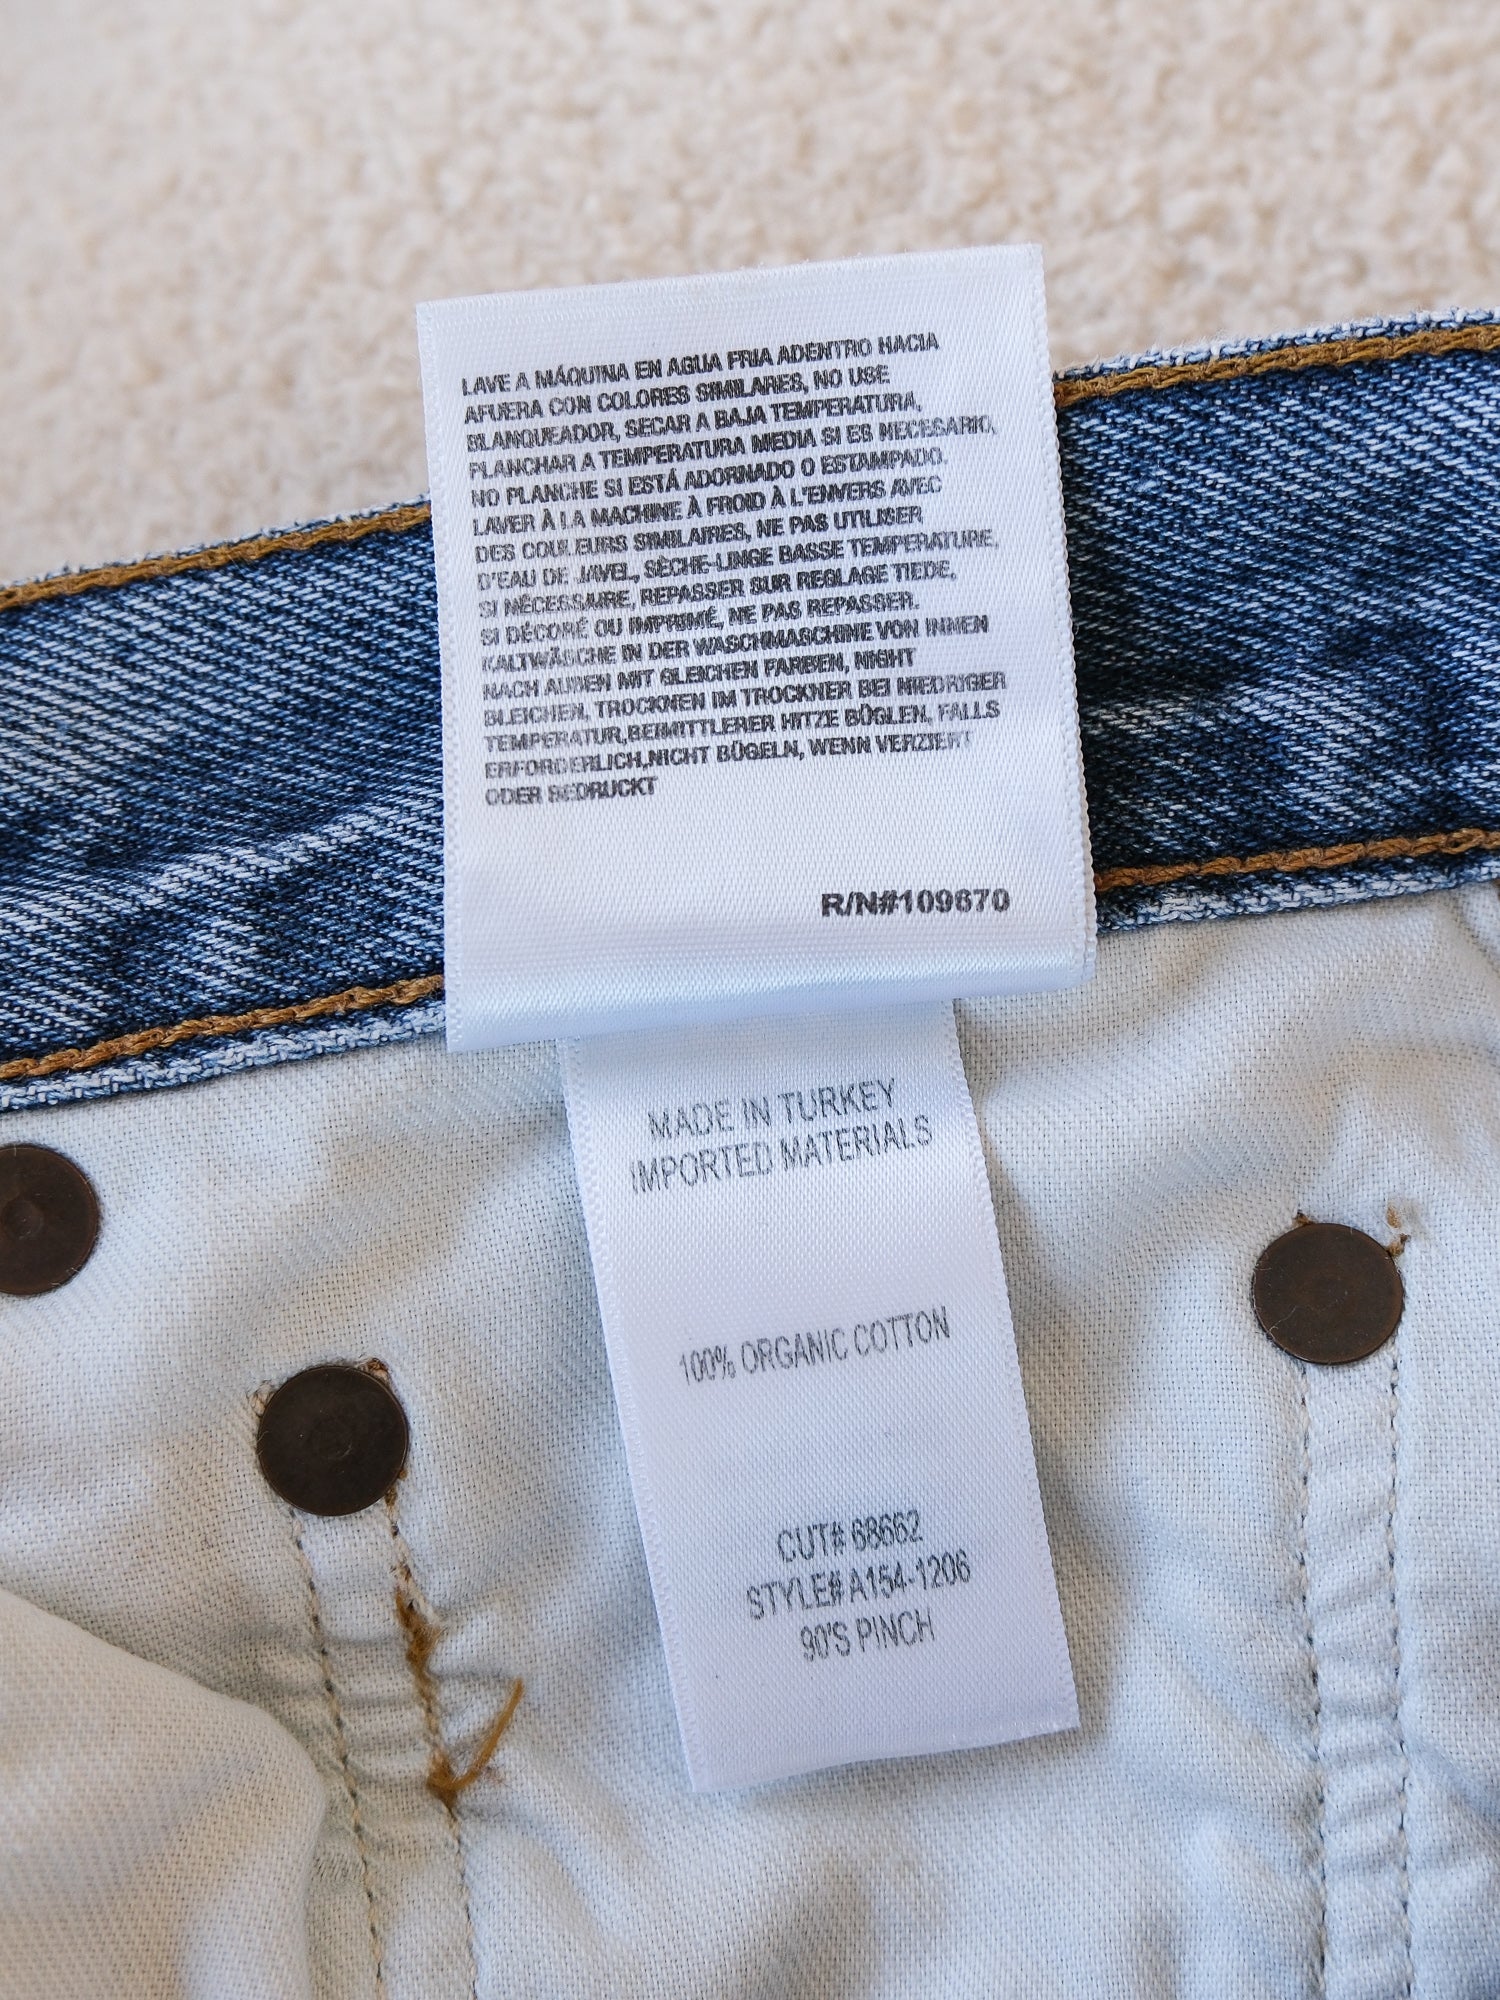 LAVE A MÁQUINA EN AGUA FRIA ADENTRO HACIA
AFUERA CON COLORES SIMILARES, NO USE
BLANQUEADOR, SECAR A BAJA TEMPERATURA,
PLANCHAR A TEMPERATURA MEDIA SI ES NECESARIO.
NO PLANCHE SI ESTÁ ADORNADO O ESTAMPADO.
LAVER À LA MACHINE À FROID À L'ENVERS AVEC
DES COULEURS SIMILAIRES, NE PAS UTILISER
D'EAU DE JAVEL, SÈCHE-LINGE BASSE TEMPERATURE,
SI NÉCESSAIRE, REPASSER SUR REGLAGE TIEDE,
SI DÉCORÉ OU IMPRIMÉ, NE PAS REPASSER.
KALTWÄSCHE IN DER WASCHMASCHINE VON INNEN
NACH AUßEN MIT GLEICHEN FARBEN, NIGHT
BLEICHEN, TROCKNEN IM TROCKNER BEI NIEDRIGER
TEMPERATUR,BEIMITTLERER HITZE BÜGLEN, FALLS
ERFORDERLICH,NICHT BÜGELN, WENN VERZIERT
ODER BEDRUCKT
R/N#109670
MADE IN TURKEY
IMPORTED MATERIALS
100% ORGANIC COTTON
CUT# 68662
STYLE# A154-1206
90'S PINCH